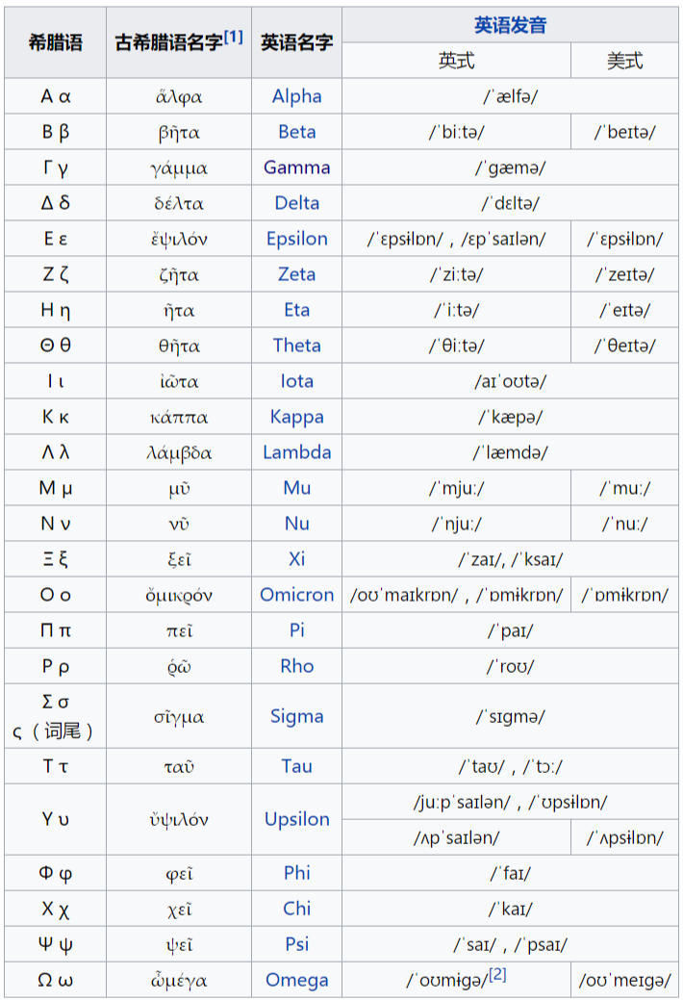 希腊语 古希腊语名字[1] 英语名字 英语发音
英式 美式
Α α ἄλφα Alpha /ˈælfə/
Β β βῆτα Beta /ˈbiːtə/ /ˈbeɪtə/
Γ γ γάμμα Gamma /ˈɡæmə/
Δ δ δέλτα Delta /ˈdɛltə/
Ε ε ἔψιλόν Epsilon /ˈɛpsɨlɒn/ , /ɛpˈsaɪlən/ /ˈɛpsɨlɒn/
Ζ ζ ζῆτα Zeta /ˈziːtə/ /ˈzeɪtə/
Η η ῆτα Eta /ˈiːtə/ /ˈeɪtə/
Θ θ θῆτα Theta /ˈθiːtə/ /ˈθeɪtə/
Ι ι ἰῶτα Iota /aɪˈoʊtə/
Κ κ κάππα Kappa /ˈkæpə/
Λ λ λάμβδα Lambda /ˈlæmdə/
Μ μ μῦ Mu /ˈmjuː/ /ˈmuː/
Ν ν νῦ Nu /ˈnjuː/ /ˈnuː/
Ξ ξ ξεῖ Xi /ˈzaɪ/, /ˈksaɪ/
Ο ο ὄμικρόν Omicron /oʊˈmaɪkrɒn/ , /ˈɒmɨkrɒn/ /ˈɒmɨkrɒn/
Π π πεῖ Pi /ˈpaɪ/
Ρ ρ ῥῶ Rho /ˈroʊ/
Σ σ
ς （词尾） σῖγμα Sigma /ˈsɪɡmə/
Τ τ ταῦ Tau /ˈtaʊ/ , /ˈtɔː/
Υ υ ὔψιλόν Upsilon /juːpˈsaɪlən/ , /ˈʊpsɨlɒn/
/ʌpˈsaɪlən/ /ˈʌpsɨlɒn/
Φ φ φεῖ Phi /ˈfaɪ/
Χ χ χεῖ Chi /ˈkaɪ/
Ψ ψ ψεῖ Psi /ˈsaɪ/ , /ˈpsaɪ/
Ω ω ὦμέγα Omega /ˈoʊmɨɡə/[2] /oʊˈmeɪɡə/